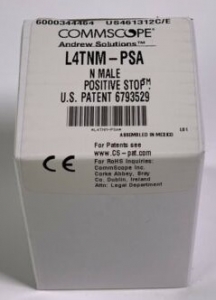 6000344464 US461312C/E
COMMSCOPE®
Andrew Solutions™
L4TNM-PSA
N MALE
POSITIVE STOP™
U.S. PATENT 6793529
ASSEMBLED IN MEXICO
For Patents see
www.CS-pat.com
For RoHS Inquiries:
CommScope Inc.
Corke Abbey, Bray
Co. Dublin, Ireland
Attn: Legal Department
CE